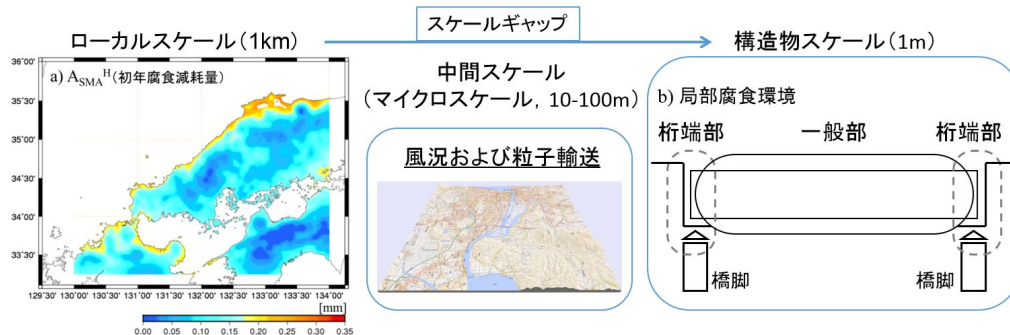 スケールギャップ
ローカルスケール(1km)
a) A_SMA^H(初年腐食減耗量)
36°00'
35°30'
35°00'
34°30'
34°00'
33°30'
129°30' 130°00' 130°30' 131°00' 131°30' 132°00' 132°30' 133°00' 133°30' 134°00'
[mm]
0.00 0.05 0.10 0.15 0.20 0.25 0.30 0.35
中間スケール
(マイクロスケール, 10-100m)
風況および粒子輸送
構造物スケール(1m)
b) 局部腐食環境
桁端部 一般部 桁端部
橋脚 橋脚